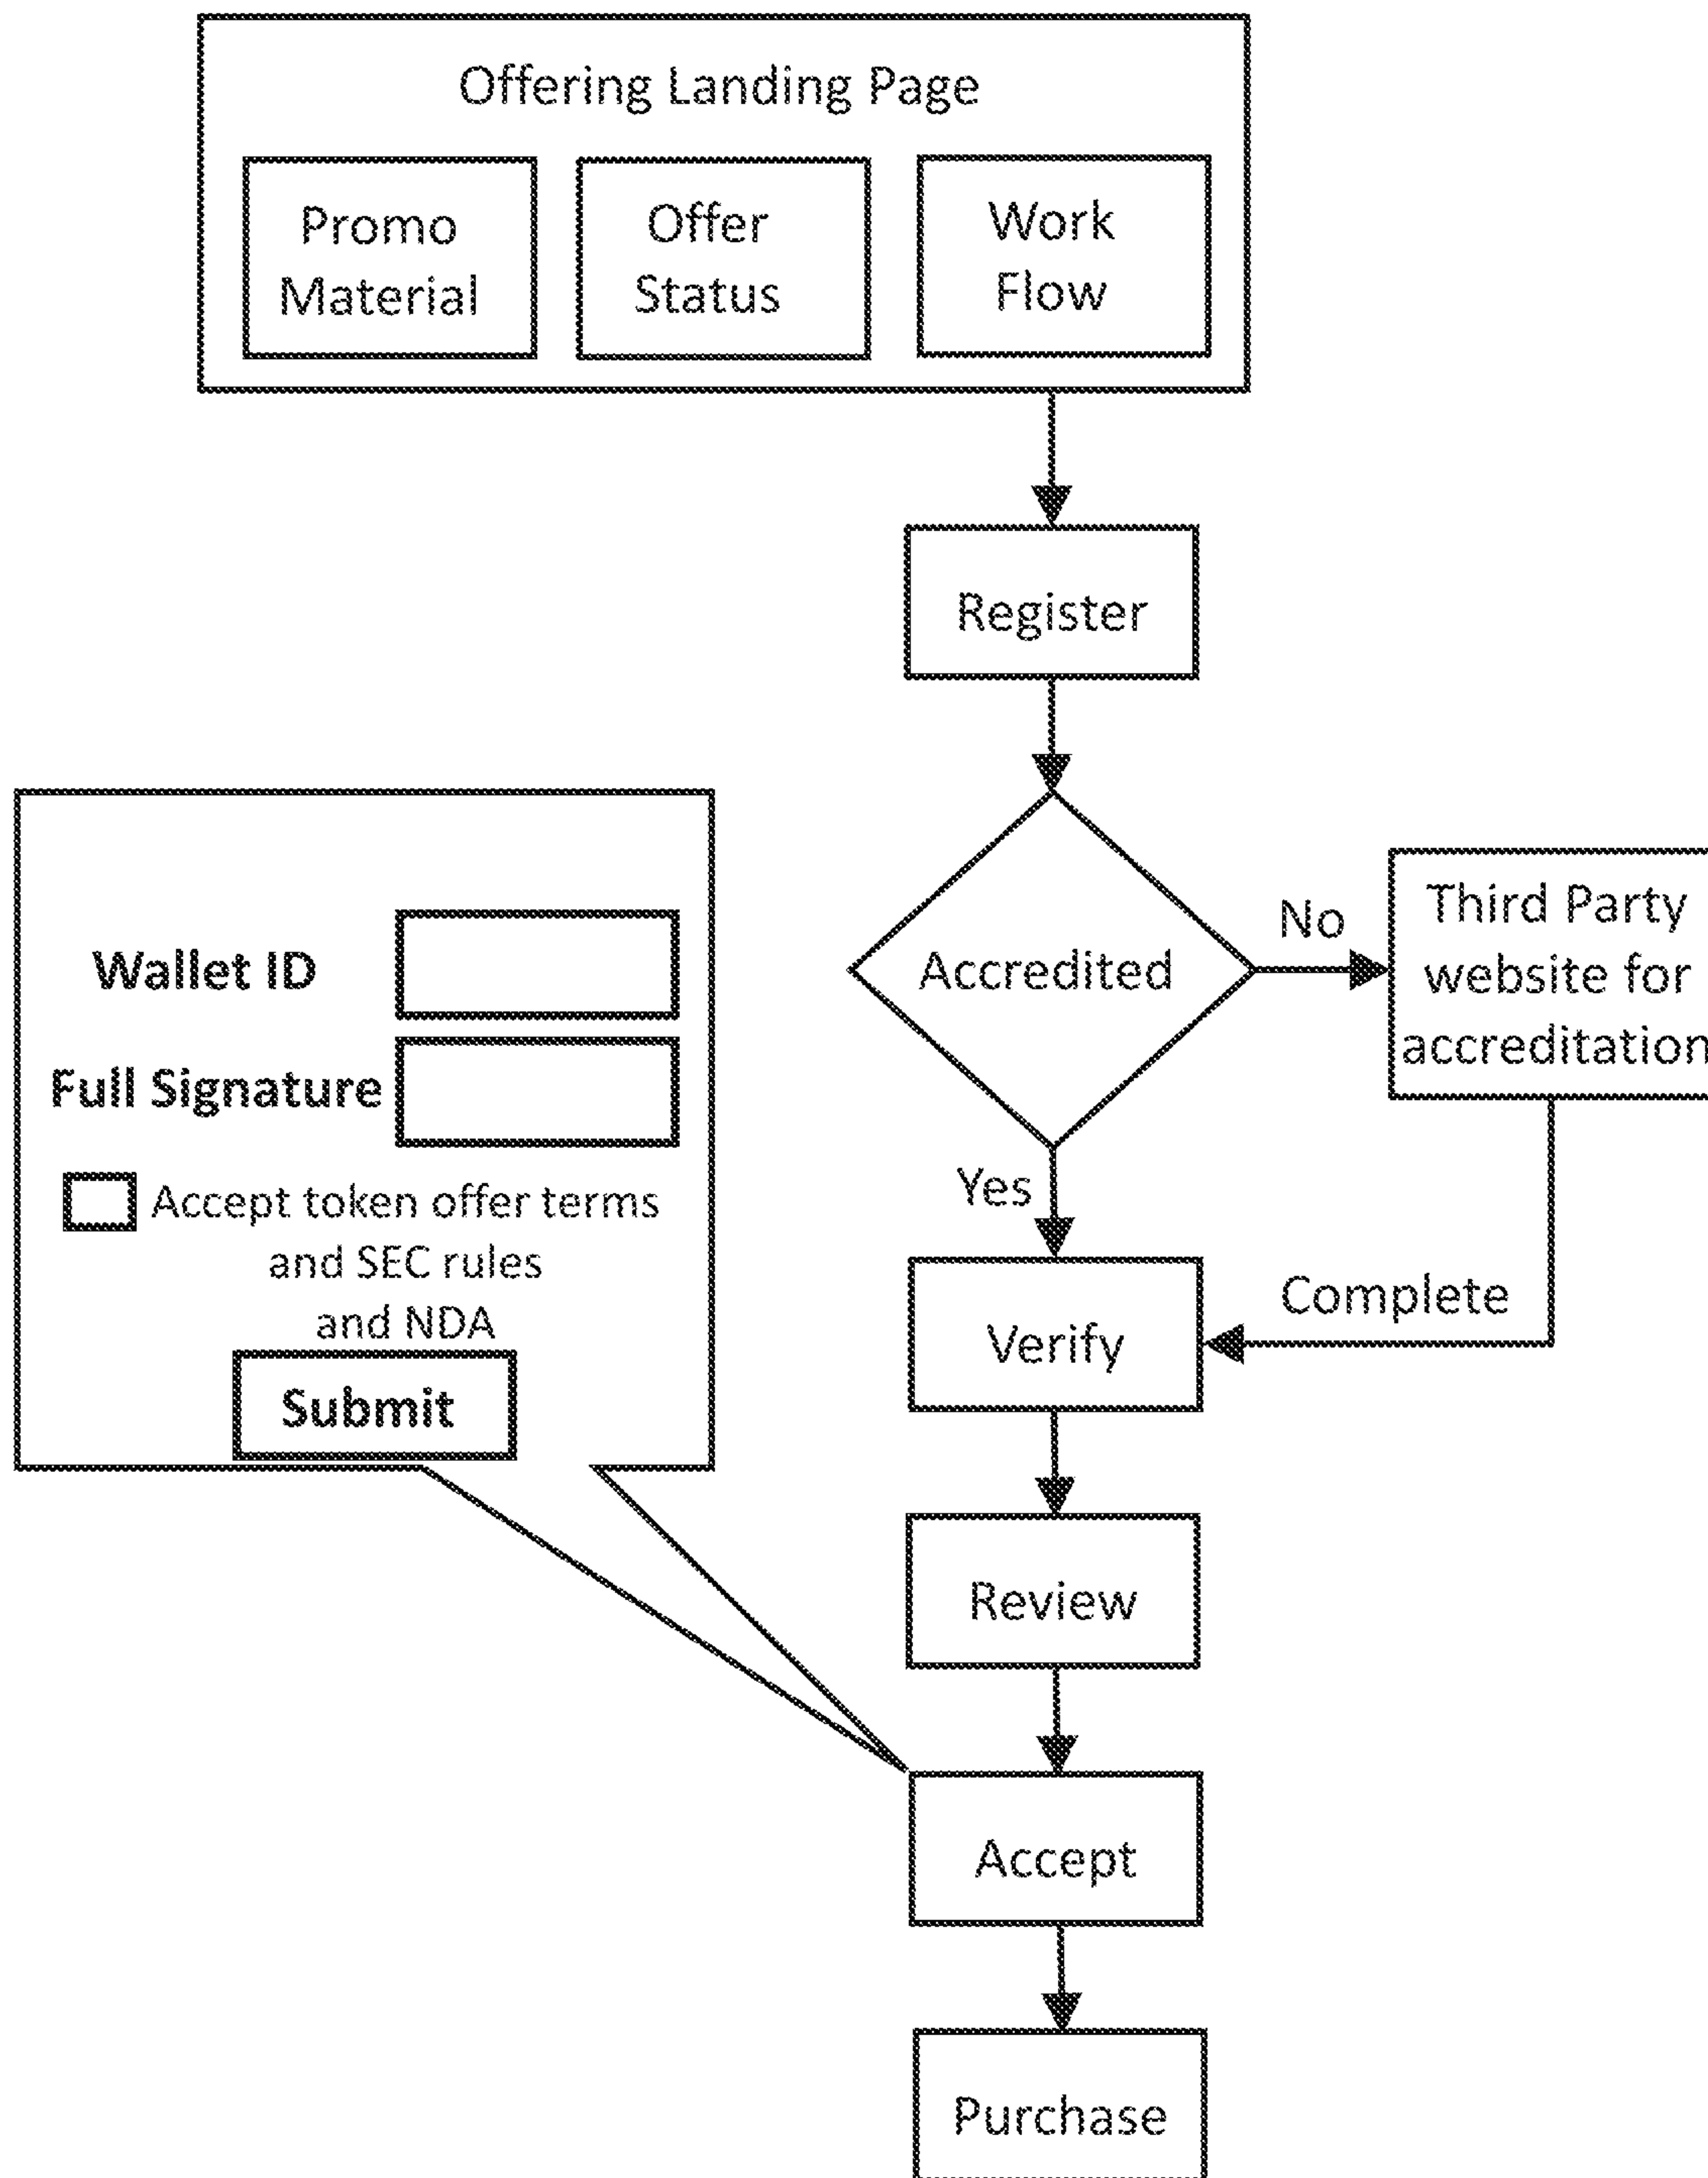 Offering Landing Page
Promo
Material
Offer
Status
Work
Flow
Register
Accredited
No
Third Party
website for
accreditation
Yes
Complete
Verify
Wallet ID
Full Signature
Accept token offer terms
and SEC rules
and NDA
Submit
Review
Accept
Purchase